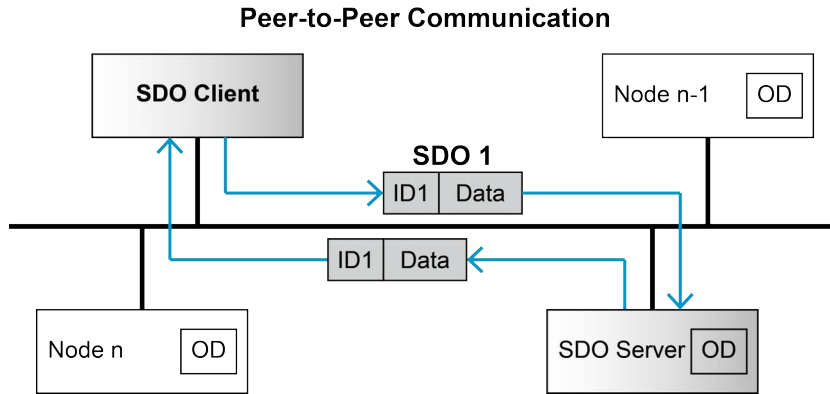 Peer-to-Peer Communication
SDO Client
Node n-1 OD
SDO 1
ID1 Data
ID1 Data
Node n OD
SDO Server OD